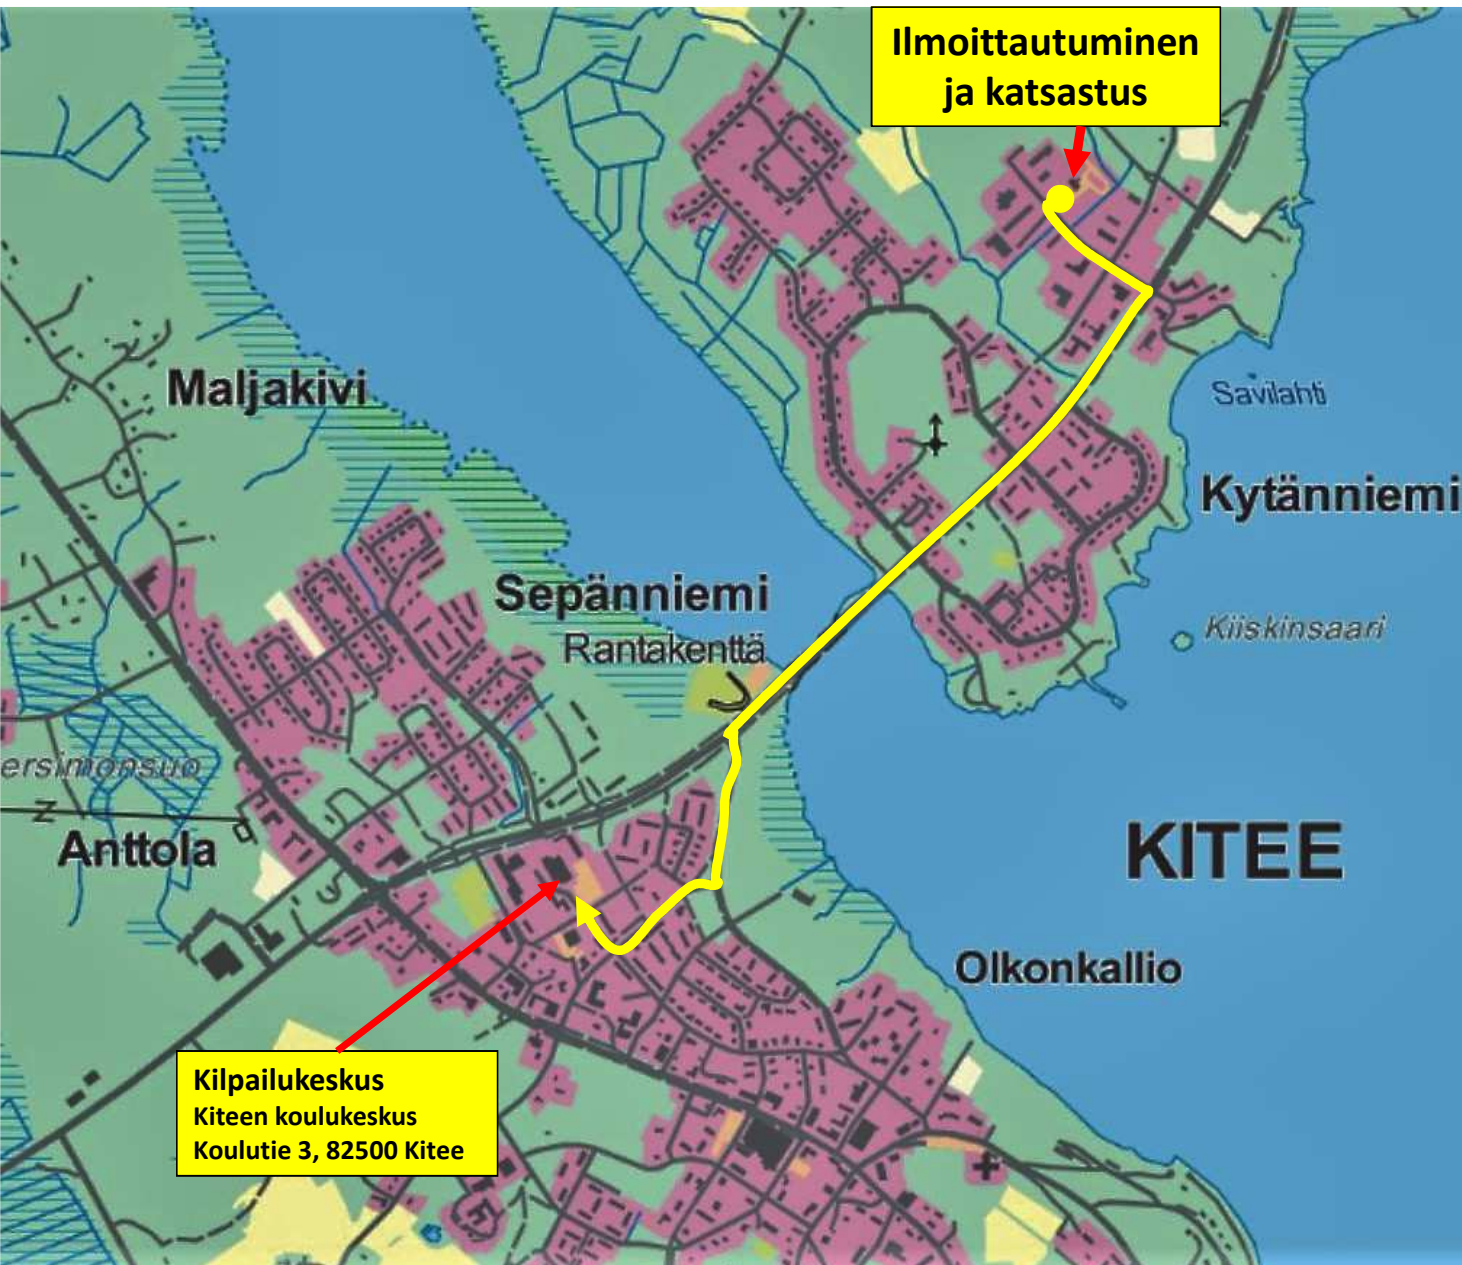 Ilmoittautuminen
ja katsastus
Maljakivi
Savilahti
Kytänniemi
Sepänniemi
Rantakenttä
Kiiskinsaari
ersimonsuo
Z
Anttola
KITEE
Olkonkallio
Kilpailukeskus
Kiteen koulukeskus
Koulutie 3, 82500 Kitee